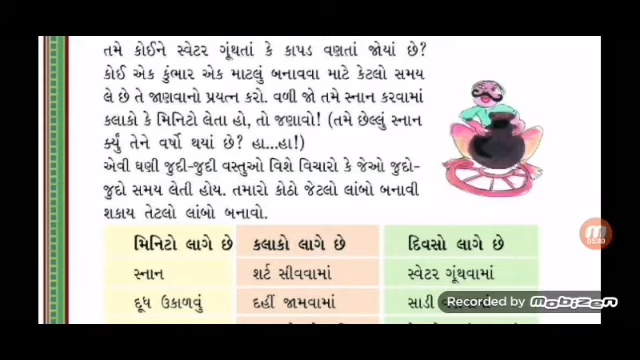 તમે કોઈને સ્વેટર ગૂંથતાં કે કાપડ વણતાં જોયાં છે?
કોઈ એક કુંભાર એક માટલું બનાવવા માટે કેટલો સમય
લે છે તે જાણવાનો પ્રયત્ન કરો. વળી જો તમે સ્નાન કરવામાં
કલાકો કે મિનિટો લેતા હો, તો જણાવો! (તમે છેલ્લું સ્નાન
ર્ક્યું તેને વર્ષો થયાં છે? હા...હા!)
એવી ઘણી જુદી-જુદી વસ્તુઓ વિશે વિચારો કે જેઓ જુદો-
જુદો સમય લેતી હોય. તમારો કોઠો જેટલો લાંબો બનાવી
શકાય તેટલો લાંબો બનાવો.
મિનિટો લાગે છે કલાકો લાગે છે દિવસો લાગે છે
સ્નાન શર્ટ સીવવામાં સ્વેટર ગૂંથવામાં
દૂધ ઉકાળવું દહીં જામવામાં સાડી
05:80
Recorded by Mobizen